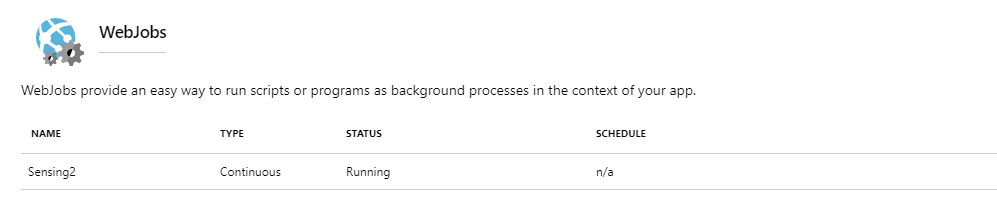 WebJobs
WebJobs provide an easy way to run scripts or programs as background processes in the context of your app.
NAME TYPE STATUS SCHEDULE
Sensing2 Continuous Running n/a